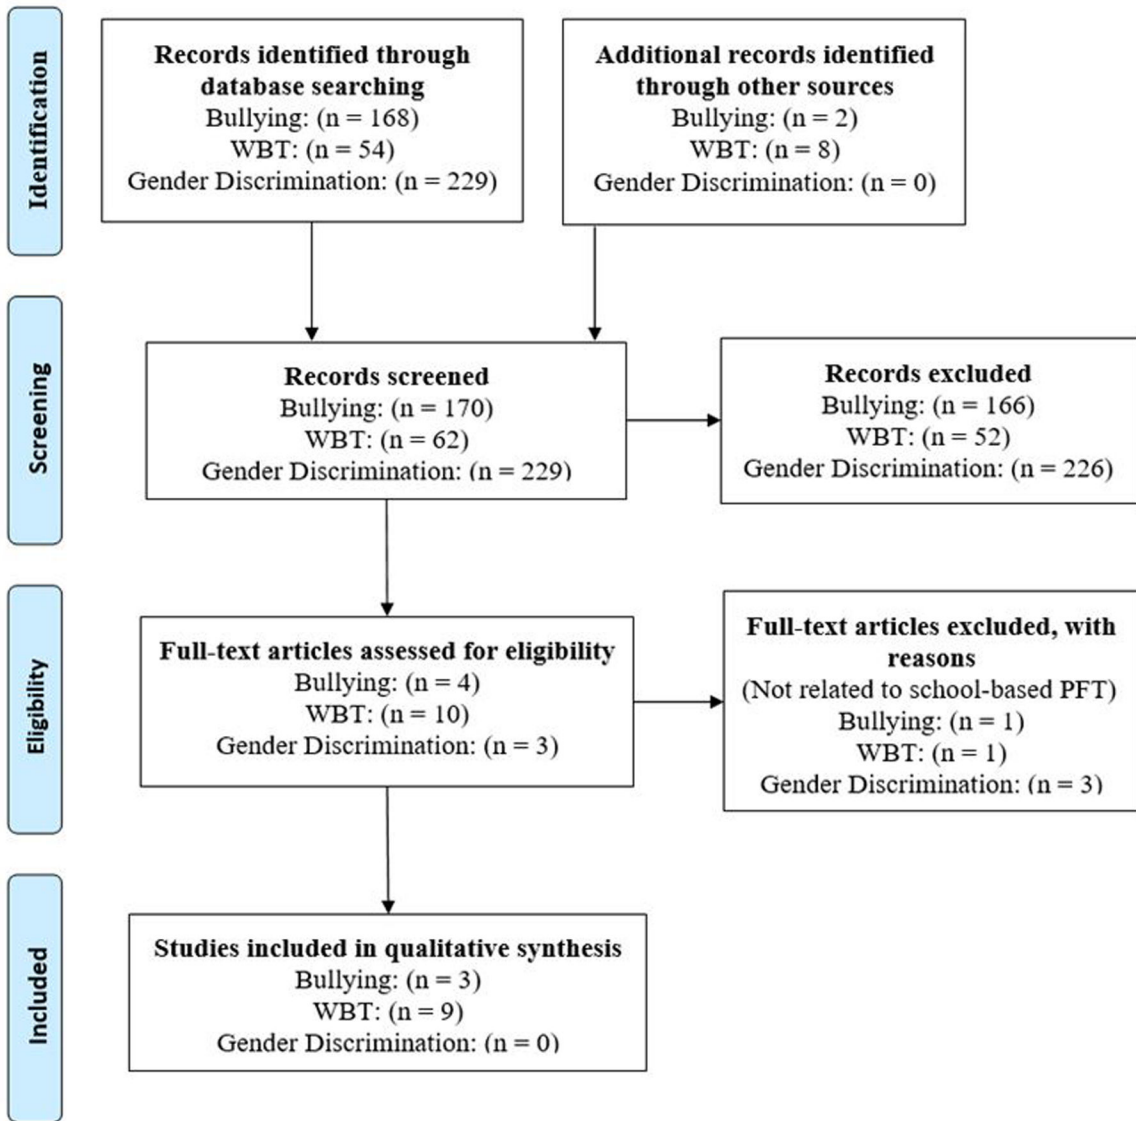 Identification
Records identified through
database searching
Bullying: (n = 168)
WBT: (n = 54)
Gender Discrimination: (n = 229)
Additional records identified
through other sources
Bullying: (n = 2)
WBT: (n = 8)
Gender Discrimination: (n = 0)
Screening
Records screened
Bullying: (n = 170)
WBT: (n = 62)
Gender Discrimination: (n = 229)
Records excluded
Bullying: (n = 166)
WBT: (n = 52)
Gender Discrimination: (n = 226)
Eligibility
Full-text articles assessed for eligibility
Bullying: (n = 4)
WBT: (n = 10)
Gender Discrimination: (n = 3)
Full-text articles excluded, with
reasons
(Not related to school-based PFT)
Bullying: (n = 1)
WBT: (n = 1)
Gender Discrimination: (n = 3)
Included
Studies included in qualitative synthesis
Bullying: (n = 3)
WBT: (n = 9)
Gender Discrimination: (n = 0)